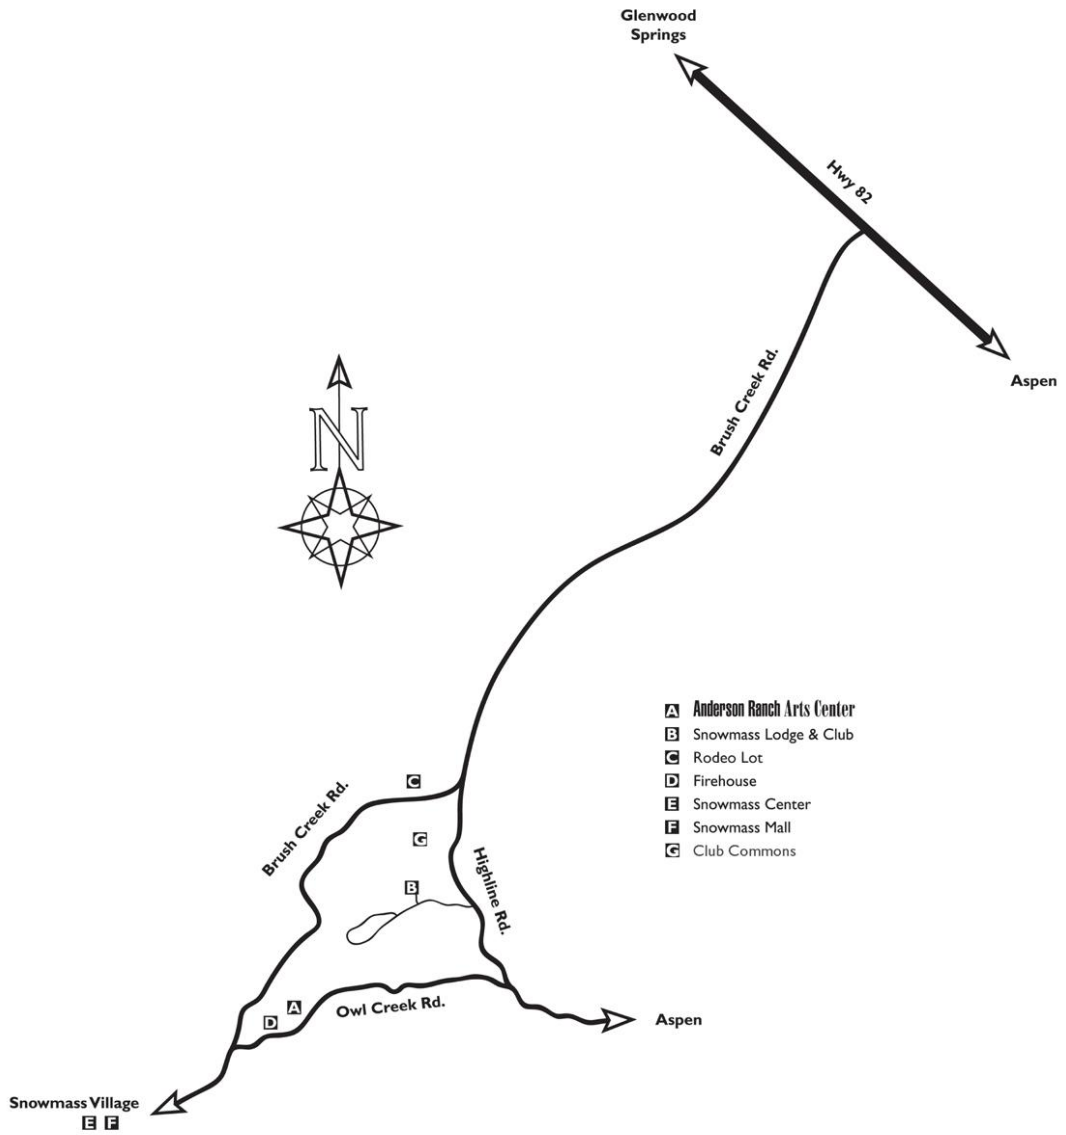 Glenwood
Springs
Hwy 82
Aspen
Brush Creek Rd.
N
A Anderson Ranch Arts Center
B Snowmass Lodge & Club
C Rodeo Lot
D Firehouse
E Snowmass Center
F Snowmass Mall
G Club Commons
C
Brush Creek Rd.
G
Highline Rd.
B
A
Owl Creek Rd.
D
Aspen
Snowmass Village
E F